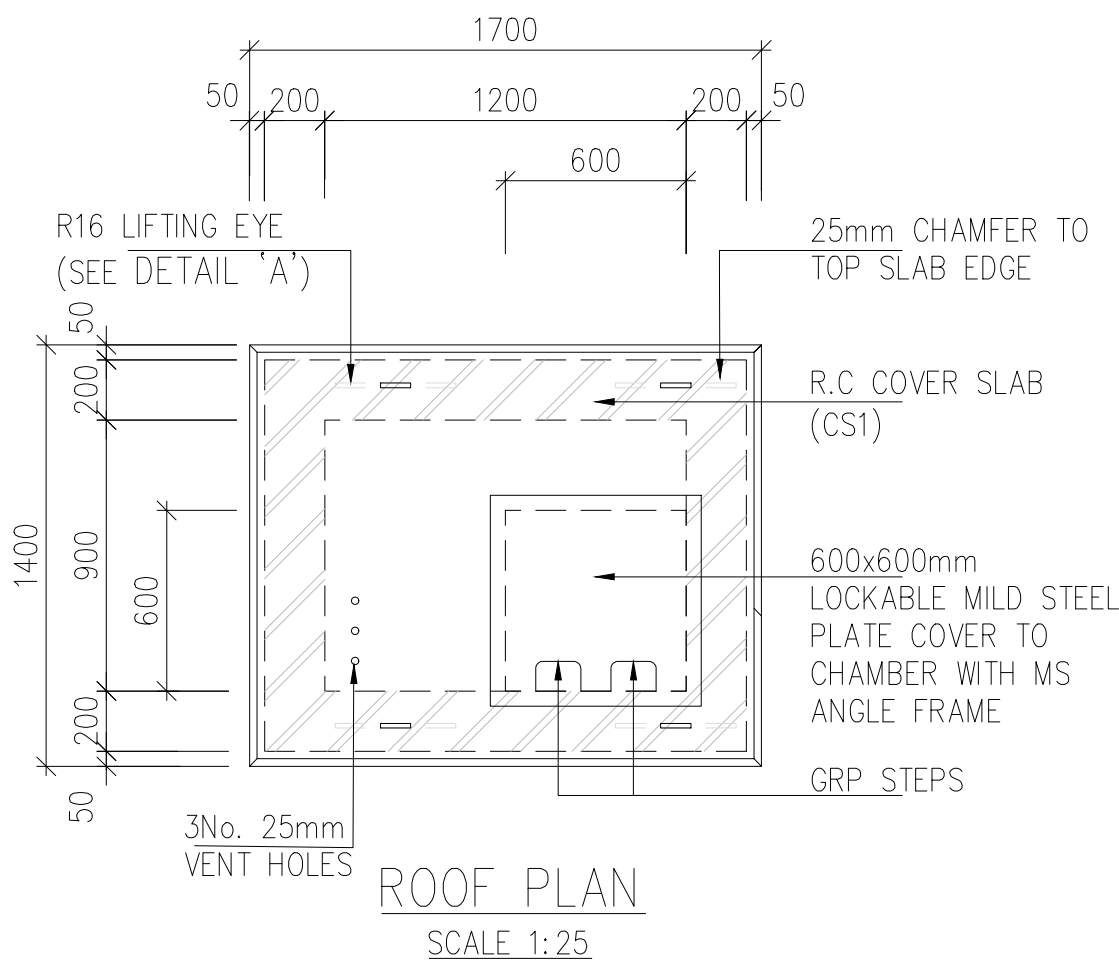 1700
50 200 1200 200 50
600
R16 LIFTING EYE
(SEE DETAIL 'A')
25mm CHAMFER TO
TOP SLAB EDGE
50
200
R.C COVER SLAB
(CS1)
1400
900
600
600x600mm
LOCKABLE MILD STEEL
PLATE COVER TO
CHAMBER WITH MS
ANGLE FRAME
200
50
GRP STEPS
3No. 25mm
VENT HOLES
ROOF PLAN
SCALE 1:25